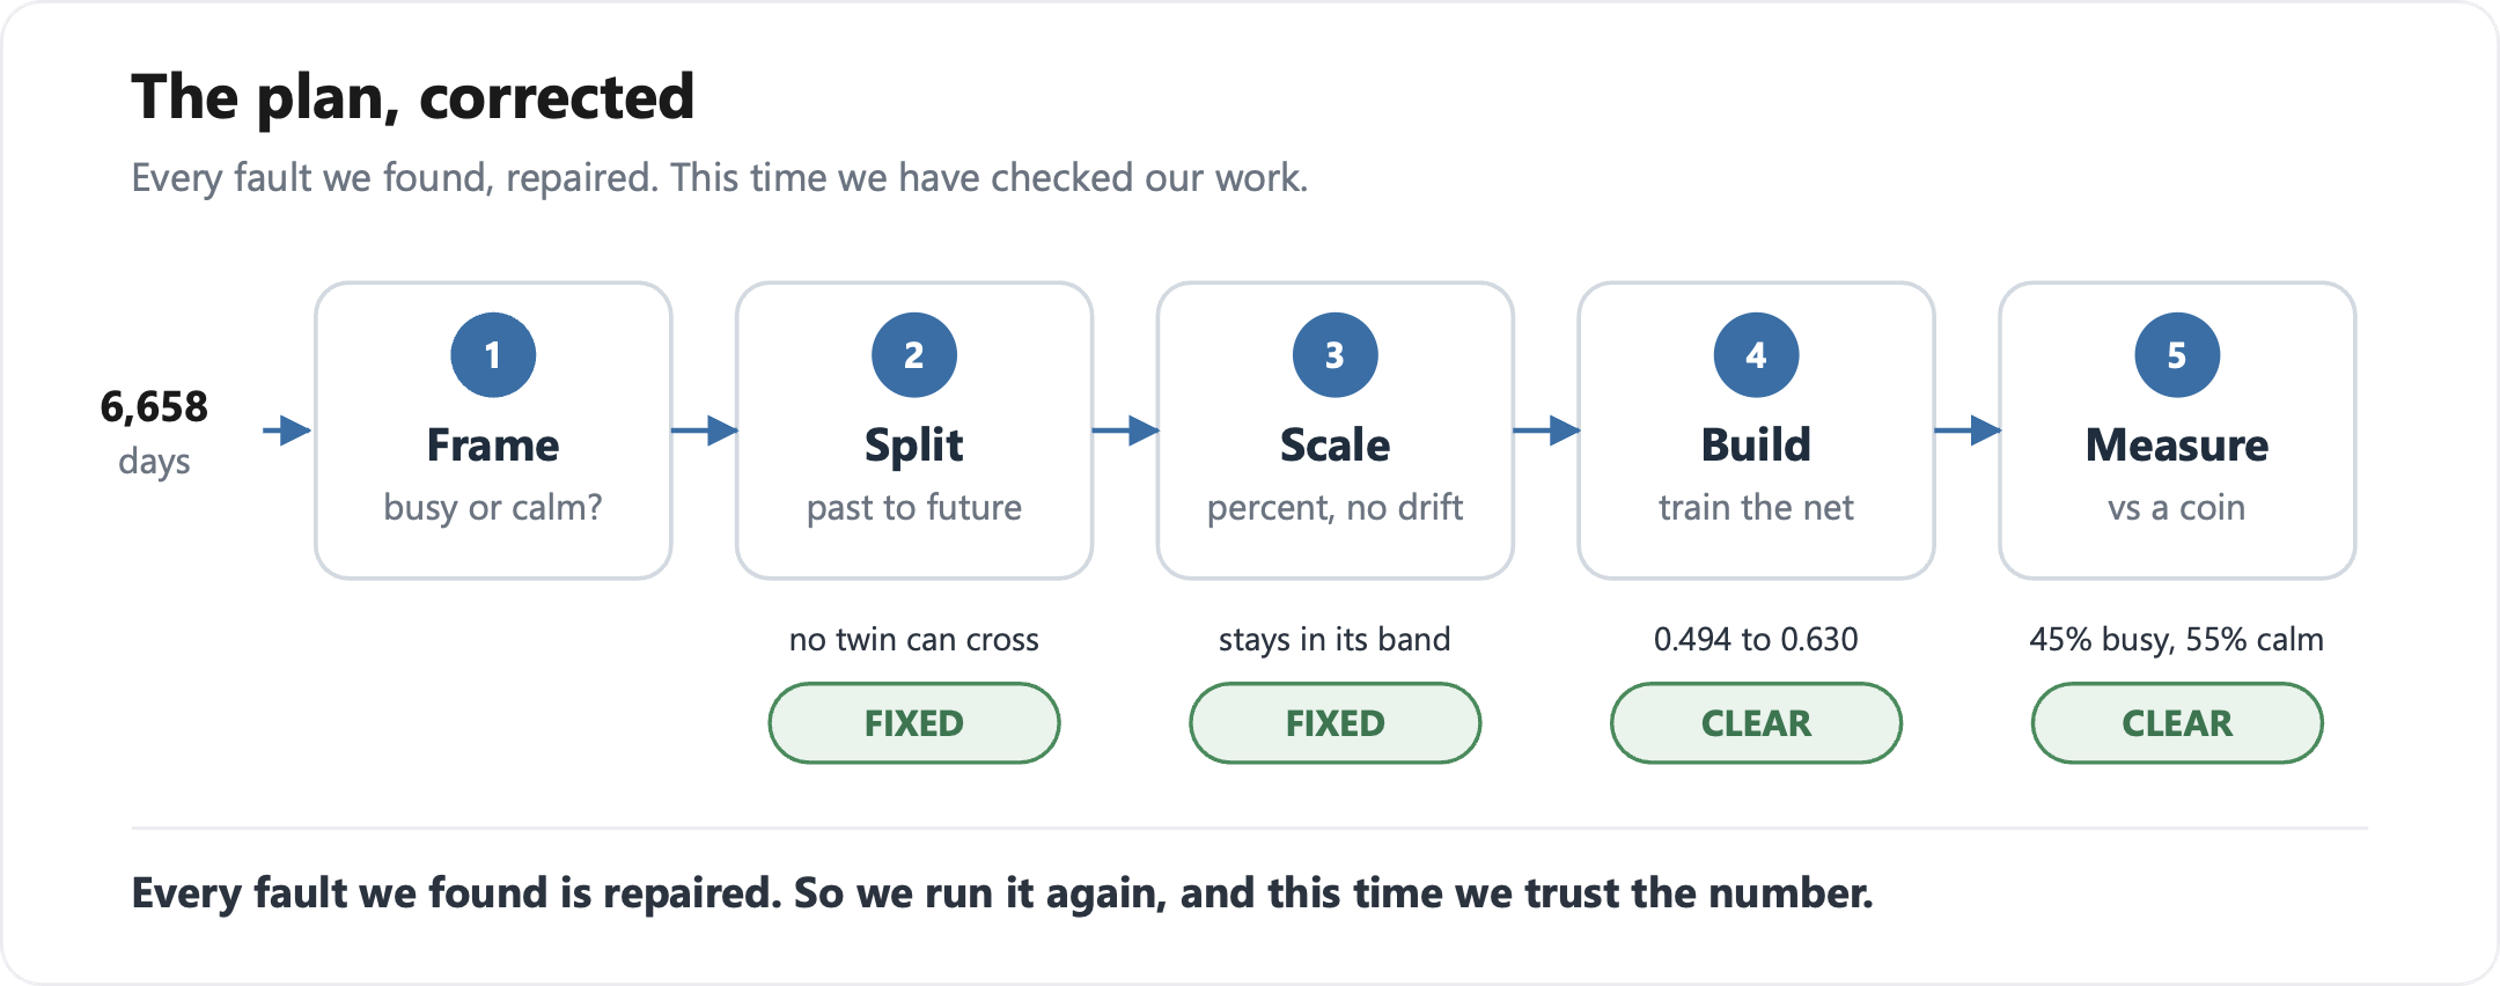 The plan, corrected
Every fault we found, repaired. This time we have checked our work.
6,658
days
1
Frame
busy or calm?
2
Split
past to future
no twin can cross
FIXED
3
Scale
percent, no drift
stays in its band
FIXED
4
Build
train the net
0.494 to 0.630
CLEAR
5
Measure
vs a coin
45% busy, 55% calm
CLEAR
Every fault we found is repaired. So we run it again, and this time we trust the number.